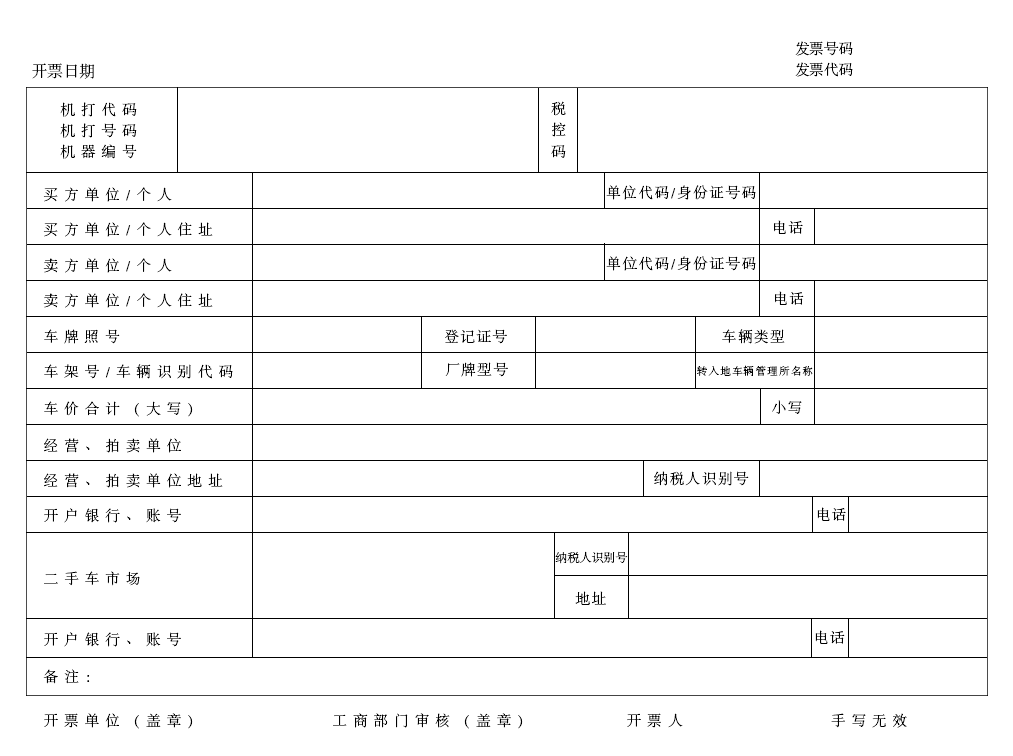 发票号码
开票日期
发票代码
机打代码
机打号码
机器编号
税
控
码
买方单位/个人
单位代码/身份证号码
买方单位/个人住址
电话
卖方单位/个人
单位代码/身份证号码
卖方单位/个人住址
电话
车牌照号
登记证号
车辆类型
车架号/车辆识别代码
厂牌型号
转入地车辆管理所名称
车价合计(大写)
小写
经营、拍卖单位
经营、拍卖单位地址
纳税人识别号
开户银行、账号
电话
二手车市场
纳税人识别号
地址
开户银行、账号
电话
备注:
开票单位(盖章)
工商部门审核(盖章)
开票人
手写无效